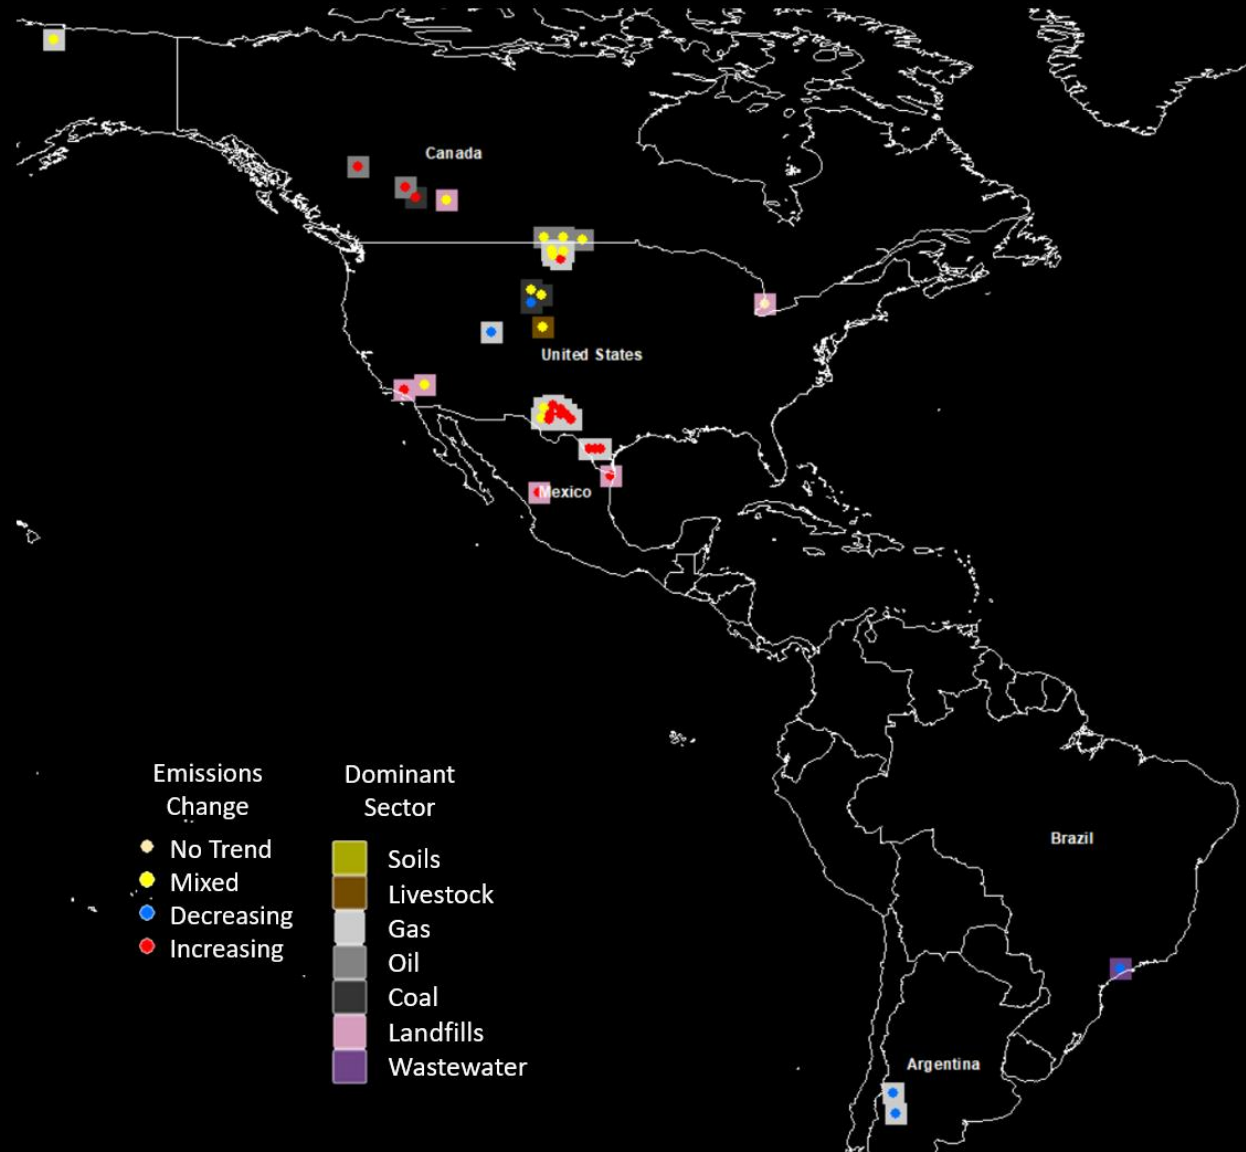 Canada
United States
Mexico
Emissions
Change
No Trend
Mixed
Decreasing
Increasing
Dominant
Sector
Soils
Livestock
Gas
Oil
Coal
Landfills
Wastewater
Brazil
Argentina